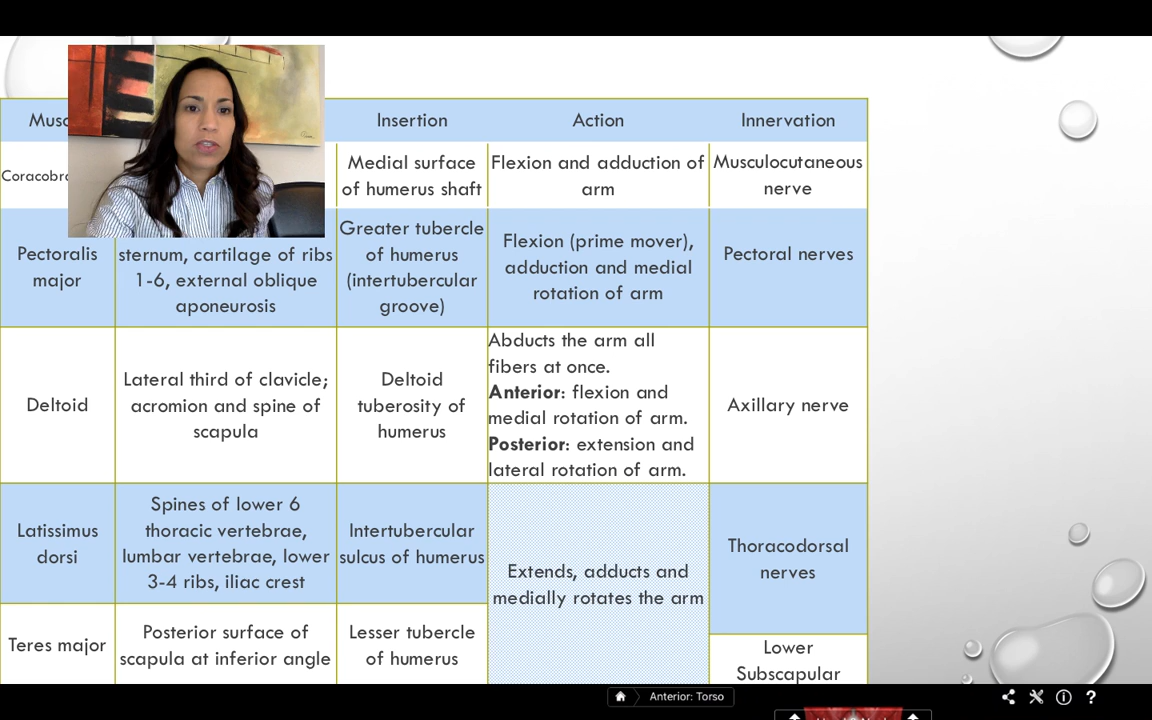 Insertion
Action
Innervation
Medial surface
of humerus shaft
Flexion and adduction of
arm
Musculocutaneous
nerve
Pectoralis
major
sternum, cartilage of ribs
1-6, external oblique
aponeurosis
Greater tubercle
of humerus
(intertubercular
groove)
Flexion (prime mover),
adduction and medial
rotation of arm
Pectoral nerves
Deltoid
Lateral third of clavicle;
acromion and spine of
scapula
Deltoid
tuberosity of
humerus
Abducts the arm all
fibers at once.
Anterior: flexion and
medial rotation of arm.
Posterior: extension and
lateral rotation of arm.
Axillary nerve
Latissimus
dorsi
Spines of lower 6
thoracic vertebrae,
lumbar vertebrae, lower
3-4 ribs, iliac crest
Intertubercular
sulcus of humerus
Extends, adducts and
medially rotates the arm
Thoracodorsal
nerves
Teres major
Posterior surface of
scapula at inferior angle
Lesser tubercle
of humerus
Lower
Subscapular
Anterior: Torso